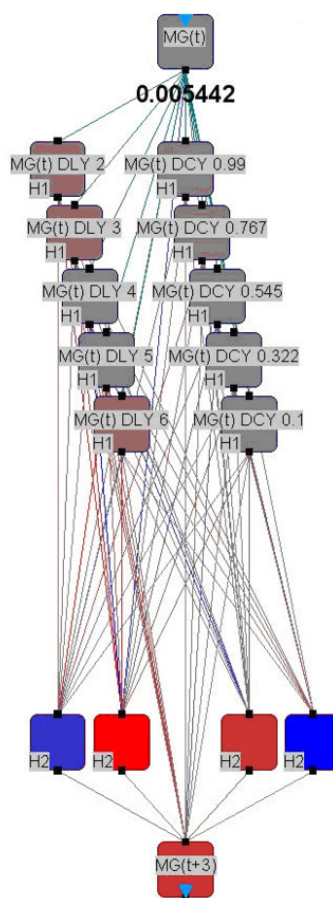 MG(t)
0.005442
MG(t) DLY 2
H1
MG(t) DCY 0.99
H1
MG(t) DLY 3
H1
MG(t) DCY 0.767
H1
MG(t) DLY 4
H1
MG(t) DCY 0.545
H1
MG(t) DLY 5
H1
MG(t) DCY 0.322
H1
MG(t) DLY 6
H1
MG(t) DCY 0.1
H1
H2
H2
H2
H2
MG(t+3)